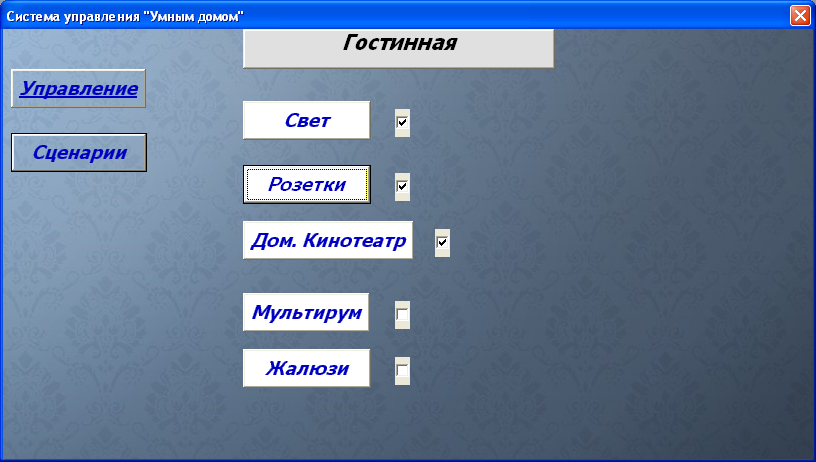 Система управления "Умным домом"
Гостинная
Управление
Свет
Сценарии
Розетки
Дом. Кинотеатр
Мультирум
Жалюзи